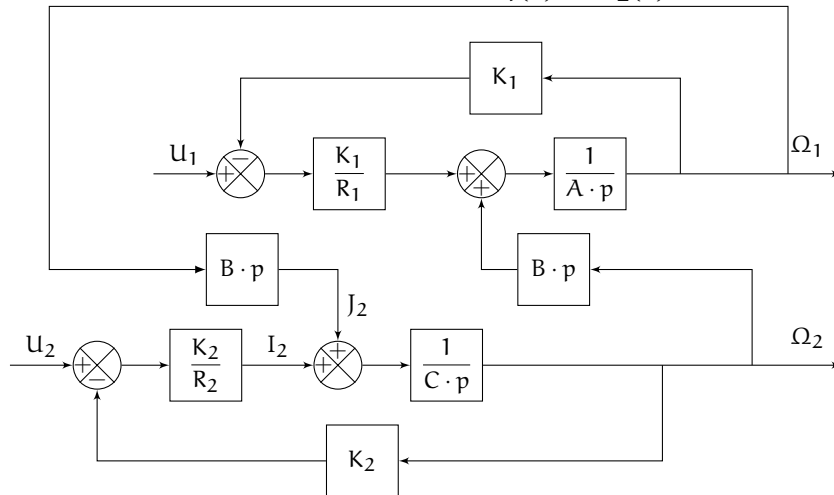 K₁
U₁
−
+
K₁
R₁
+
+
1
A · p
Ω₁
B · p
J₂
B · p
U₂
+
−
K₂
R₂
I₂
+
+
1
C · p
Ω₂
K₂